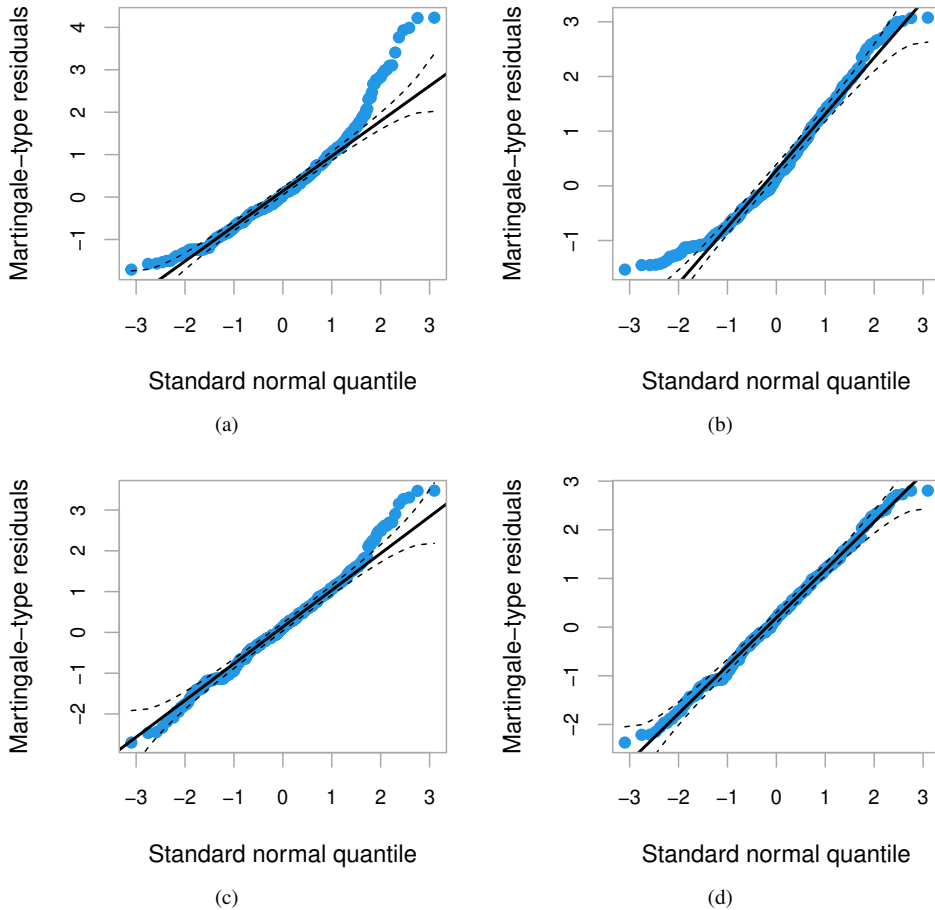 Martingale−type residuals
4
3
2
1
0
−1
−3 −2 −1 0 1 2 3
Standard normal quantile
(a)
Martingale−type residuals
3
2
1
0
−1
−3 −2 −1 0 1 2 3
Standard normal quantile
(b)
Martingale−type residuals
3
2
1
0
−1
−2
−3 −2 −1 0 1 2 3
Standard normal quantile
(c)
Martingale−type residuals
3
2
1
0
−1
−2
−3 −2 −1 0 1 2 3
Standard normal quantile
(d)